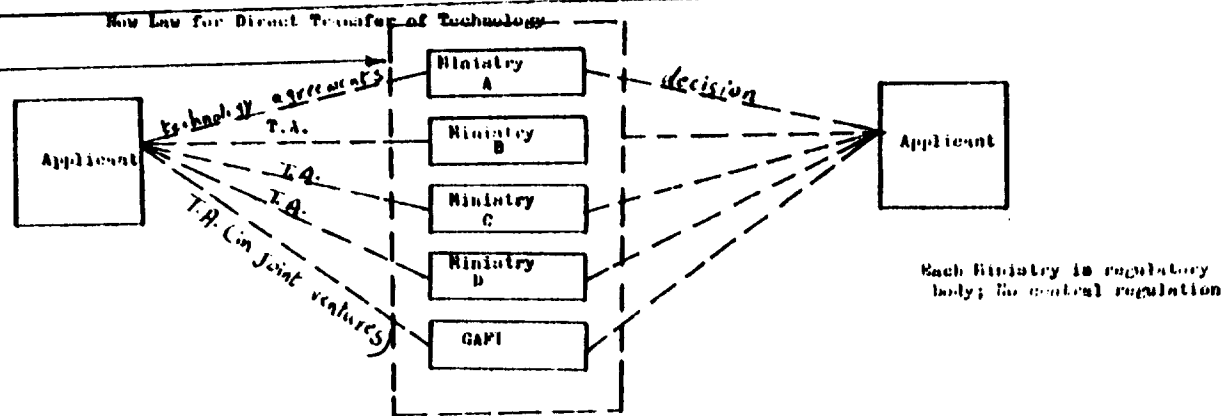 New Law for Direct Transfer of Technology
Ministry
A
technology agreements
decision
Applicant
T.A.
Ministry
B
Applicant
T.A.
Ministry
C
T.A.
Ministry
D
T.A. (in joint ventures)
GAFI
Each Ministry is regulatory
body; No central regulation